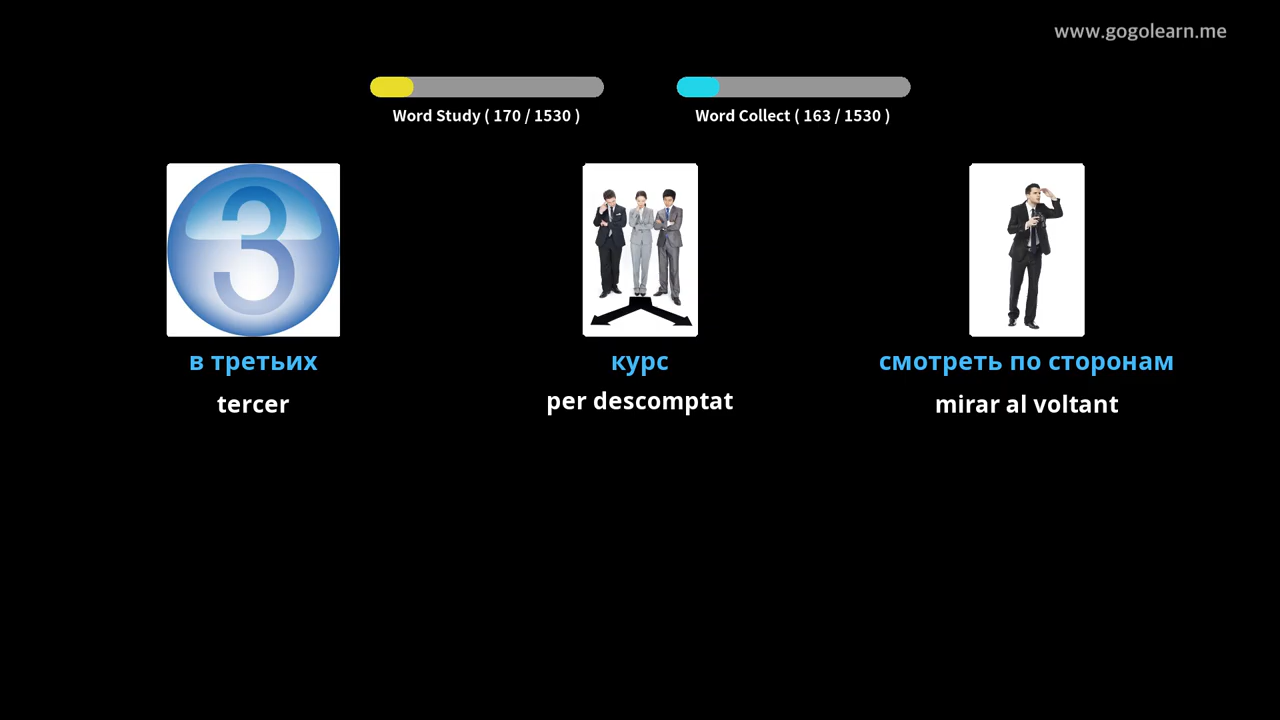 www.gogolearn.me
Word Study ( 170 / 1530 )
Word Collect ( 163 / 1530 )
3
в третьих
курс
смотреть по сторонам
tercer
per descomptat
mirar al voltant